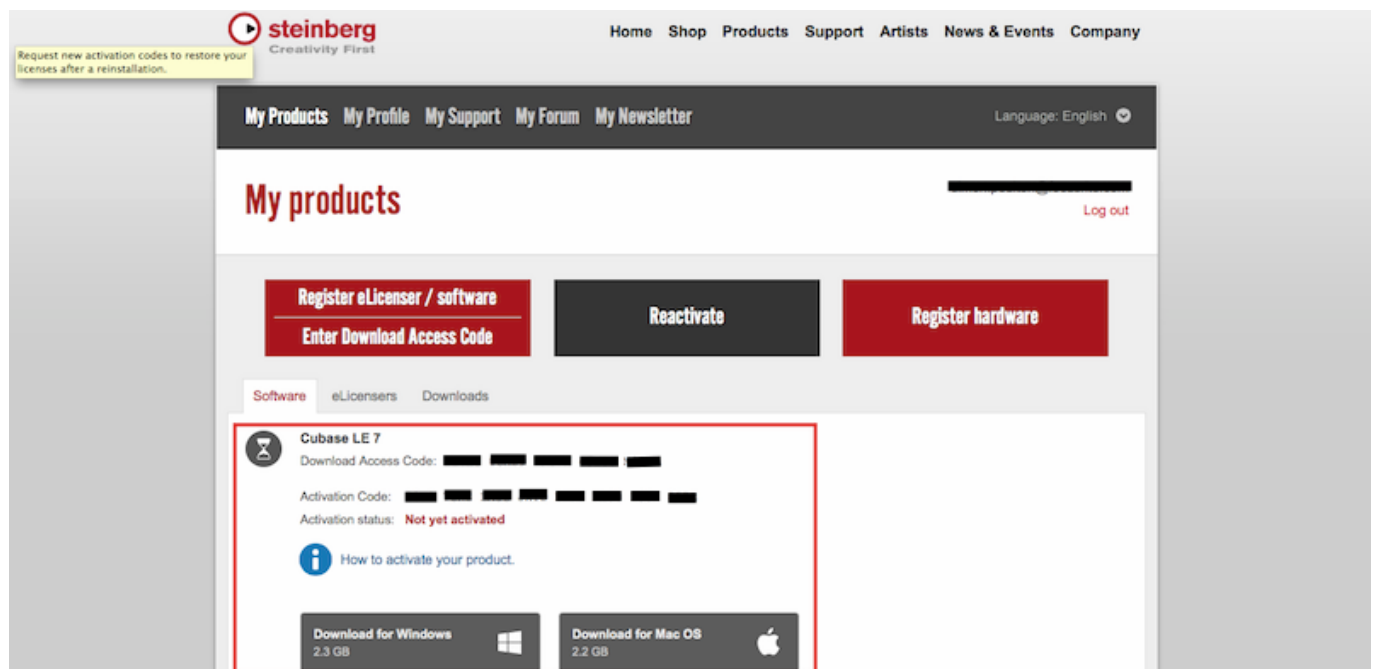 steinberg
Creativity First
Home Shop Products Support Artists News & Events Company
Request new activation codes to restore your
licenses after a reinstallation.
My Products My Profile My Support My Forum My Newsletter
Language: English
My products
Log out
Register eLicenser / software
Enter Download Access Code
Reactivate
Register hardware
Software eLicensers Downloads
Cubase LE 7
Download Access Code:
Activation Code:
Activation status: Not yet activated
How to activate your product.
Download for Windows
2.3 GB
Download for Mac OS
2.2 GB